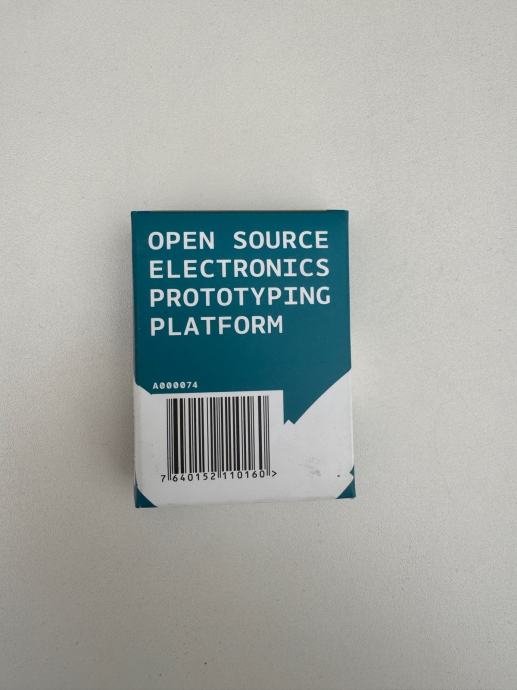 OPEN SOURCE
ELECTRONICS
PROTOTYPING
PLATFORM
A000074
7 640152 110160 >